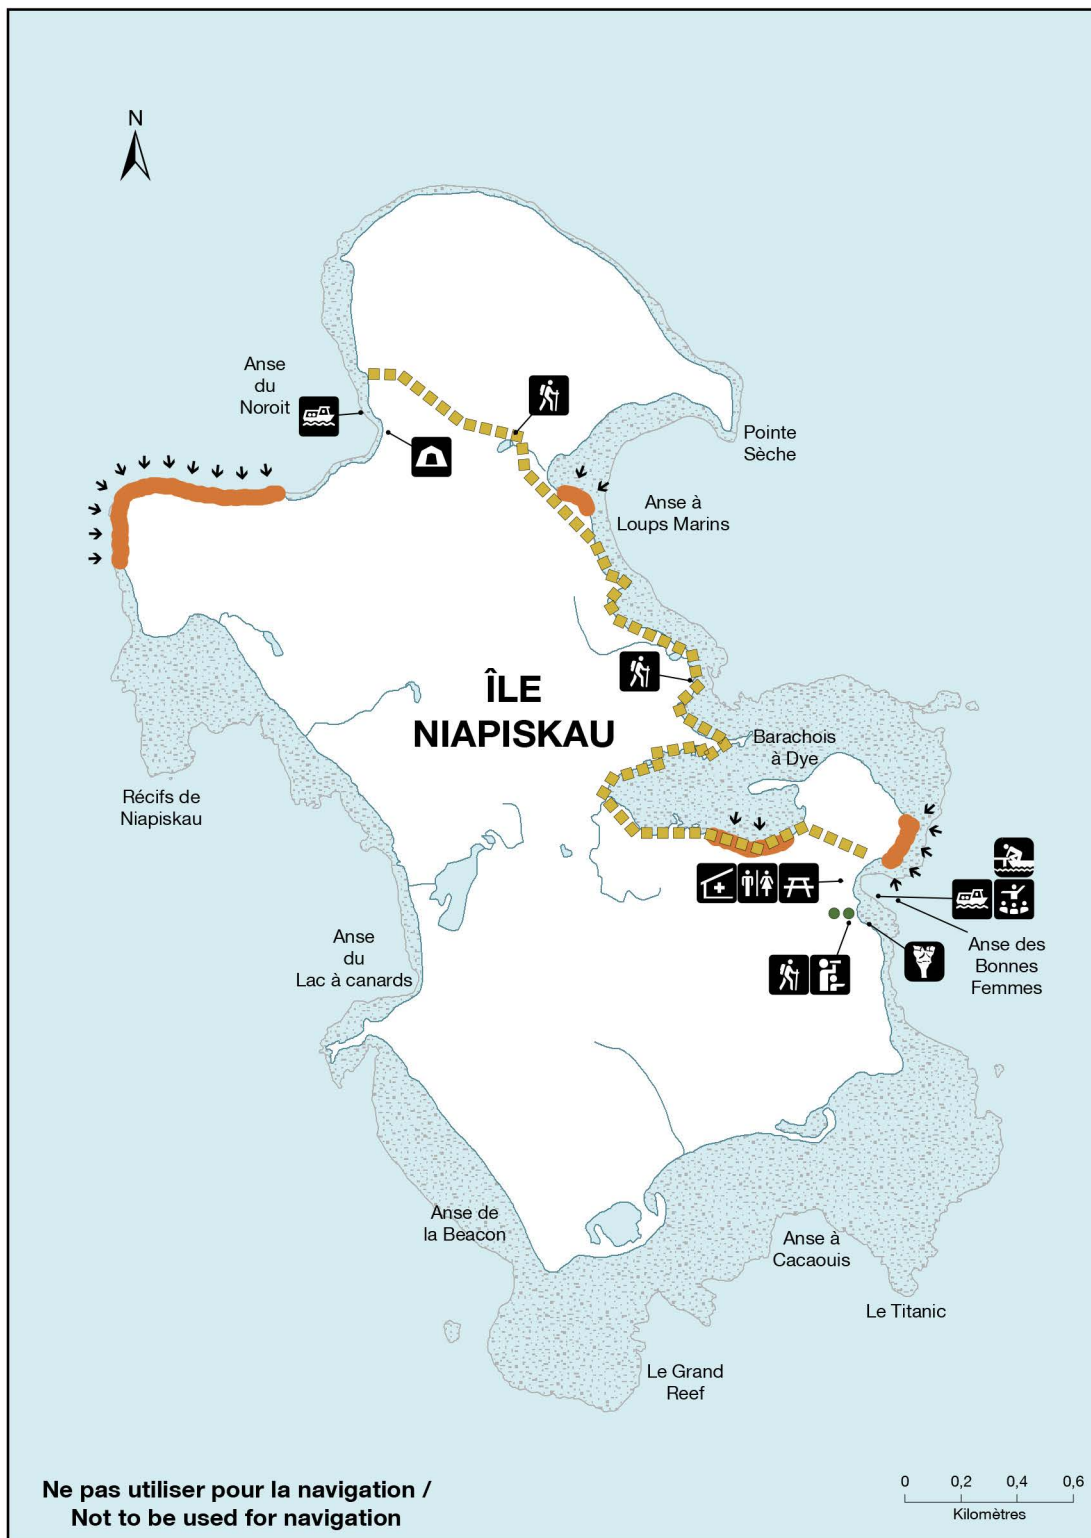 N
Anse
du
Noroit
Pointe
Sèche
Anse à
Loups Marins
ÎLE
NIAPISKAU
Barachois
à Dye
Récifs de
Niapiskau
Anse
du
Lac à canards
Anse des
Bonnes
Femmes
Anse de
la Beacon
Anse à
Cacaouis
Le Titanic
Le Grand
Reef
Ne pas utiliser pour la navigation /
Not to be used for navigation
0 0,2 0,4 0,6
Kilomètres